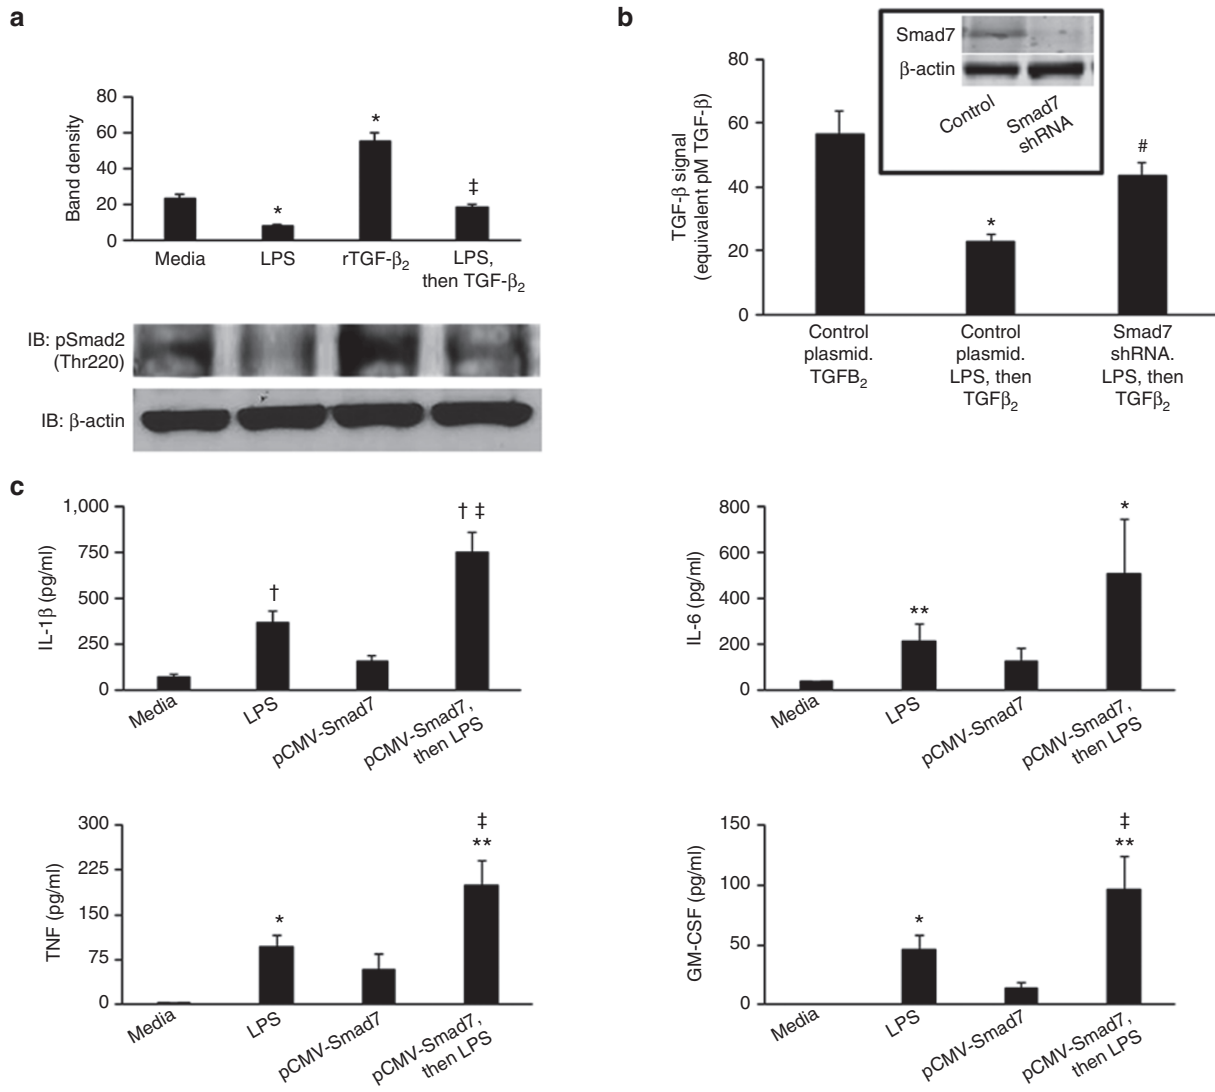 a
80
60
40
20
0
Band density
*
*
‡
Media
LPS
rTGF-β₂
LPS,
then TGF-β₂
IB: pSmad2
(Thr220)
IB: β-actin
b
80
60
40
20
0
TGF-β signal
(equivalent pM TGF-β)
Smad7
β-actin
Control
Smad7
shRNA
*
#
Control
plasmid.
TGFB₂
Control
plasmid.
LPS, then
TGFβ₂
Smad7
shRNA.
LPS, then
TGFβ₂
c
1,000
750
500
250
0
IL-1β (pg/ml)
†
† ‡
Media
LPS
pCMV-Smad7
pCMV-Smad7,
then LPS
800
600
400
200
0
IL-6 (pg/ml)
**
*
Media
LPS
pCMV-Smad7
pCMV-Smad7,
then LPS
300
225
150
75
0
TNF (pg/ml)
*
‡
**
Media
LPS
pCMV-Smad7
pCMV-Smad7,
then LPS
150
100
50
0
GM-CSF (pg/ml)
*
‡
**
Media
LPS
pCMV-Smad7
pCMV-Smad7,
then LPS